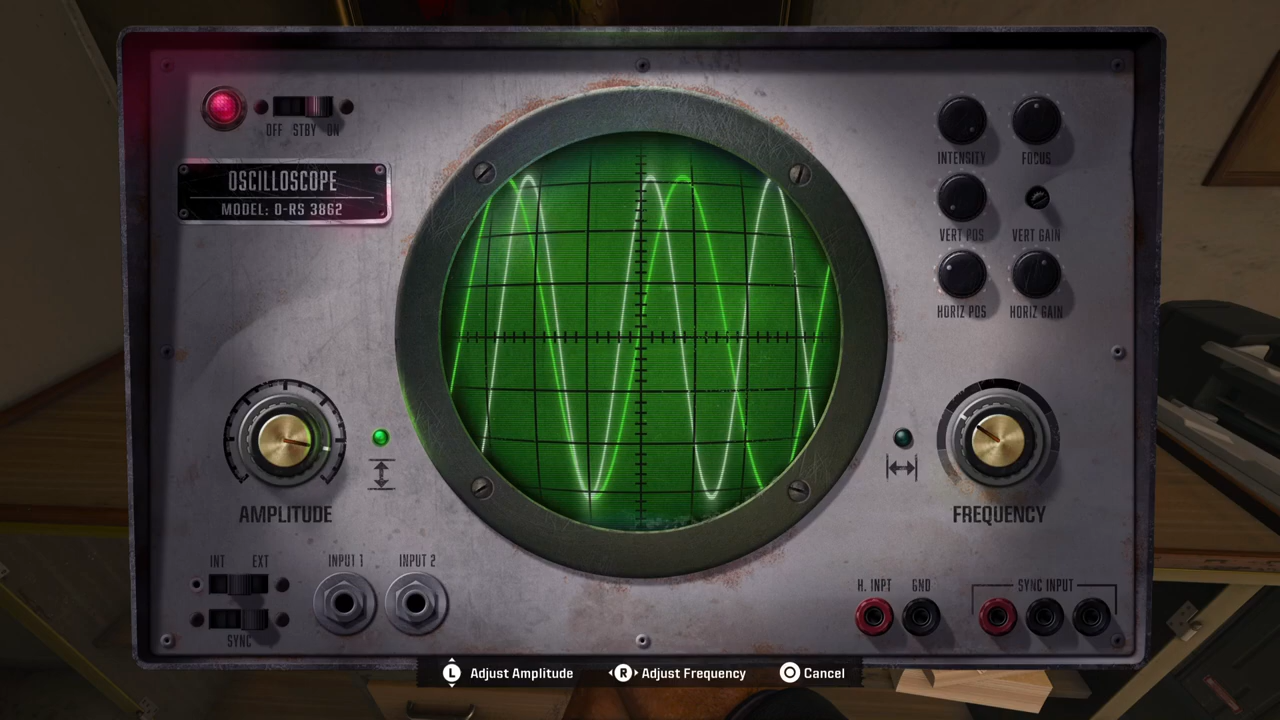 OFF STBY ON
OSCILLOSCOPE
MODEL: O-RS 3862
INTENSITY FOCUS
VERT POS VERT GAIN
HORIZ POS HORIZ GAIN
AMPLITUDE
FREQUENCY
INT EXT
INPUT 1 INPUT 2
SYNC
H. INPT GND
SYNC INPUT
L Adjust Amplitude R Adjust Frequency Cancel